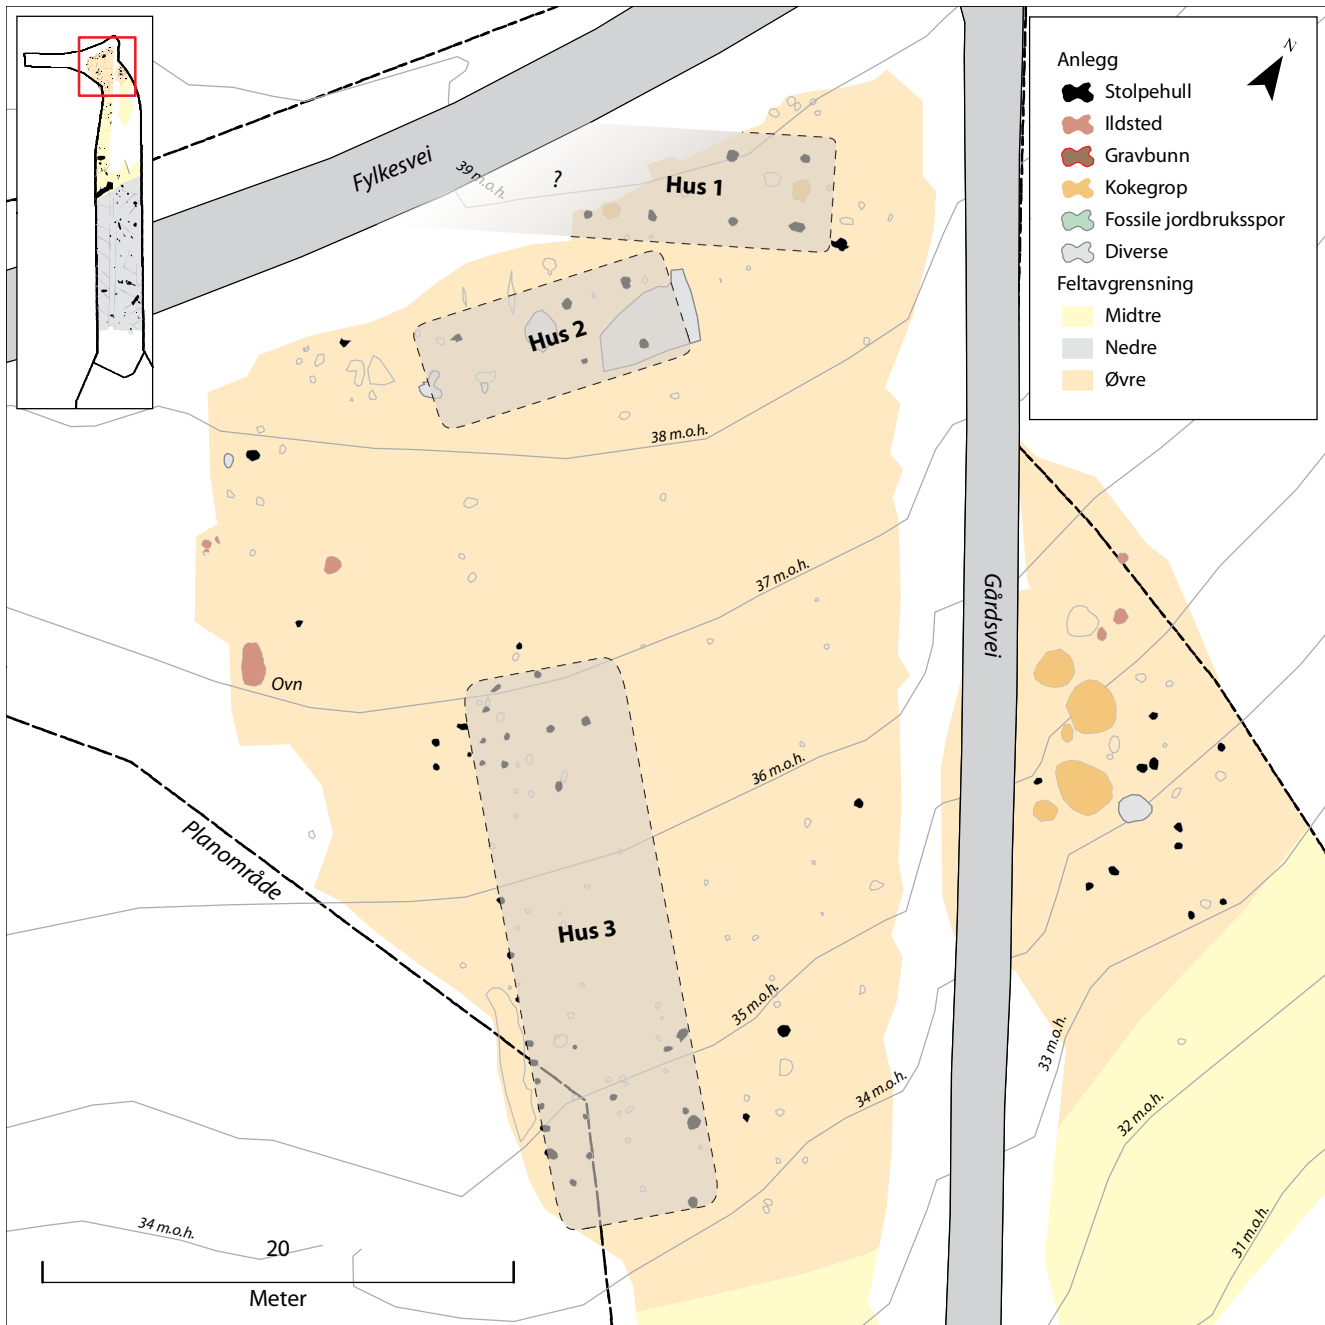 N
Anlegg
Stolpehull
Ildsted
Gravbunn
Kokegrop
Fossile jordbruksspor
Diverse
Feltavgrensning
Midtre
Nedre
Øvre
Fylkesvei
39 m.o.h.
?
Hus 1
Hus 2
38 m.o.h.
37 m.o.h.
Gårdsvei
Ovn
36 m.o.h.
Planområde
Hus 3
35 m.o.h.
34 m.o.h.
33 m.o.h.
32 m.o.h.
31 m.o.h.
34 m.o.h.
20
Meter